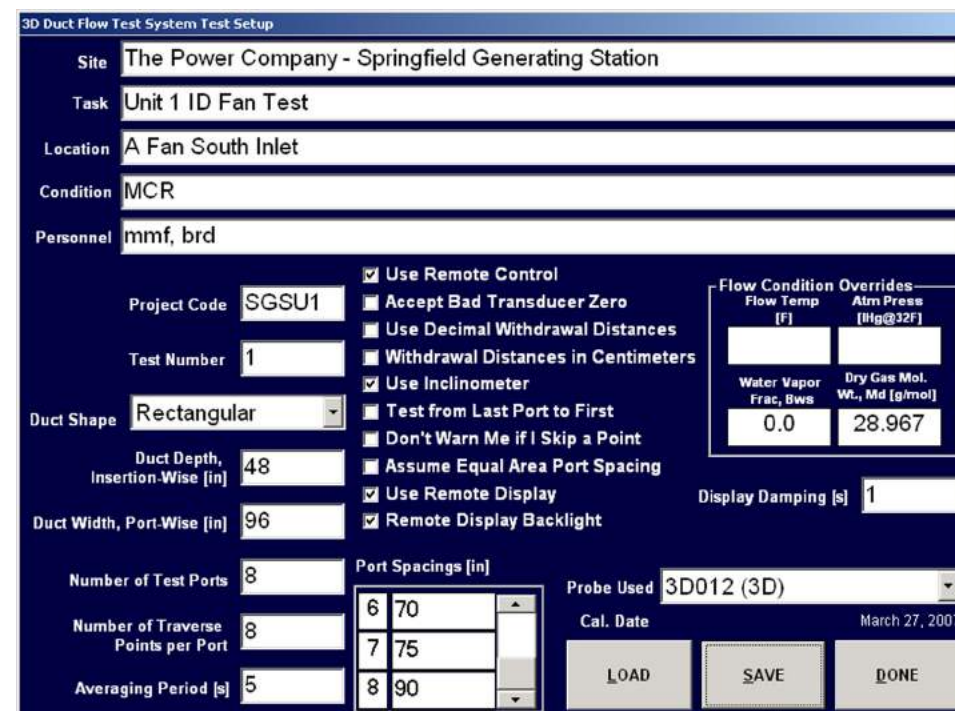 3D Duct Flow Test System Test Setup
Site The Power Company - Springfield Generating Station
Task Unit 1 ID Fan Test
Location A Fan South Inlet
Condition MCR
Personnel mmf, brd
Project Code SGSU1
Test Number 1
Duct Shape Rectangular
Duct Depth,
Insertion-Wise [in] 48
Duct Width, Port-Wise [in] 96
Number of Test Ports 8
Number of Traverse
Points per Port 8
Averaging Period [s] 5
Use Remote Control
Accept Bad Transducer Zero
Use Decimal Withdrawal Distances
Withdrawal Distances in Centimeters
Use Inclinometer
Test from Last Port to First
Don't Warn Me if I Skip a Point
Assume Equal Area Port Spacing
Use Remote Display
Remote Display Backlight
Port Spacings [in]
6 70
7 75
8 90
Flow Condition Overrides
Flow Temp
[F]
Atm Press
[IHg@32F]
Water Vapor
Frac, Bws
0.0
Dry Gas Mol.
Wt., Md [g/mol]
28.967
Display Damping [s] 1
Probe Used 3D012 (3D)
Cal. Date March 27, 2007
LOAD SAVE DONE